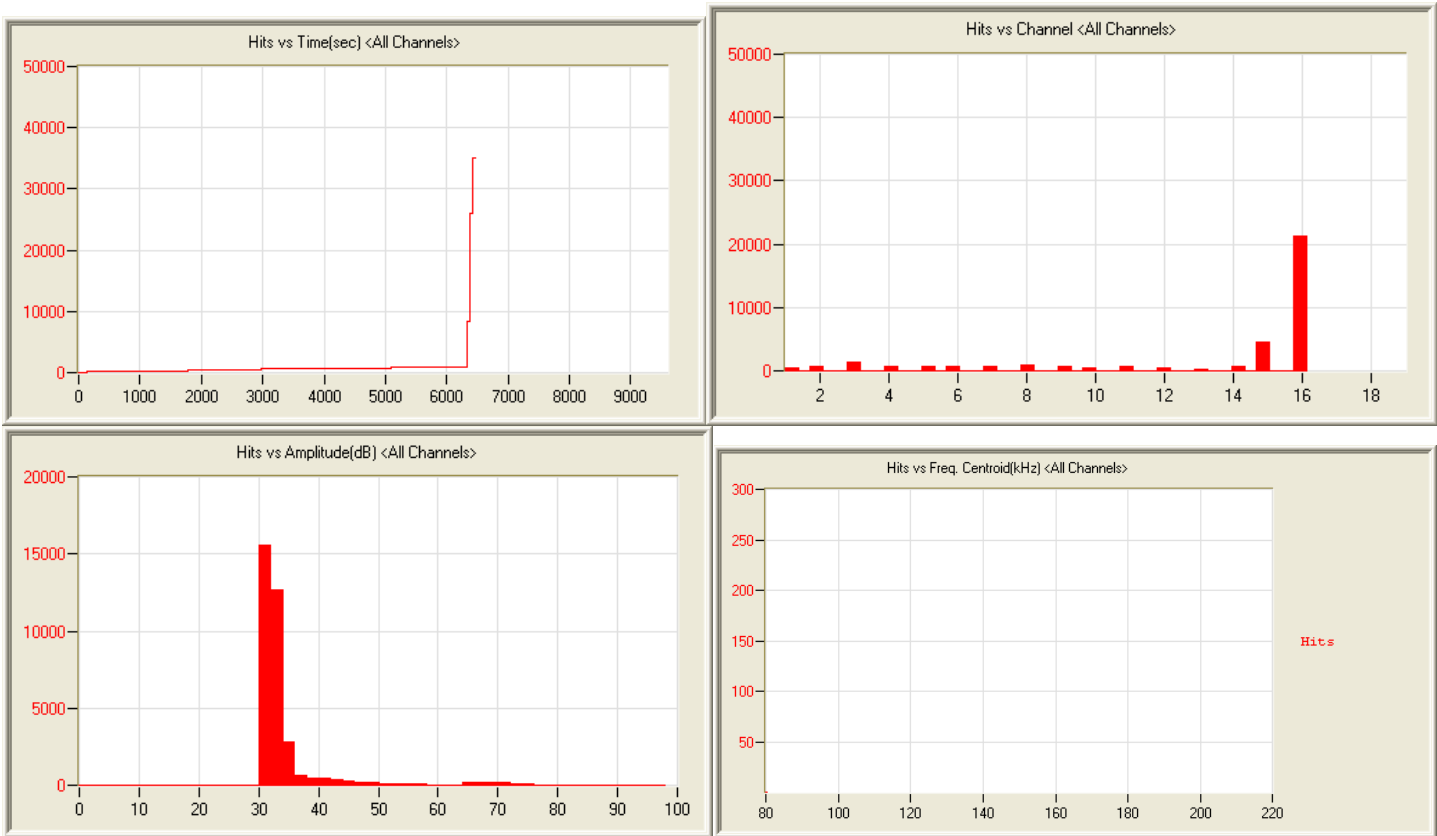 Hits vs Time(sec) <All Channels>
50000
40000
30000
20000
10000
0
0 1000 2000 3000 4000 5000 6000 7000 8000 9000
Hits vs Channel <All Channels>
50000
40000
30000
20000
10000
0
2 4 6 8 10 12 14 16 18
Hits vs Amplitude(dB) <All Channels>
20000
15000
10000
5000
0
0 10 20 30 40 50 60 70 80 90 100
Hits vs Freq. Centroid(kHz) <All Channels>
300
250
200
150
100
50
80 100 120 140 160 180 200 220
Hits